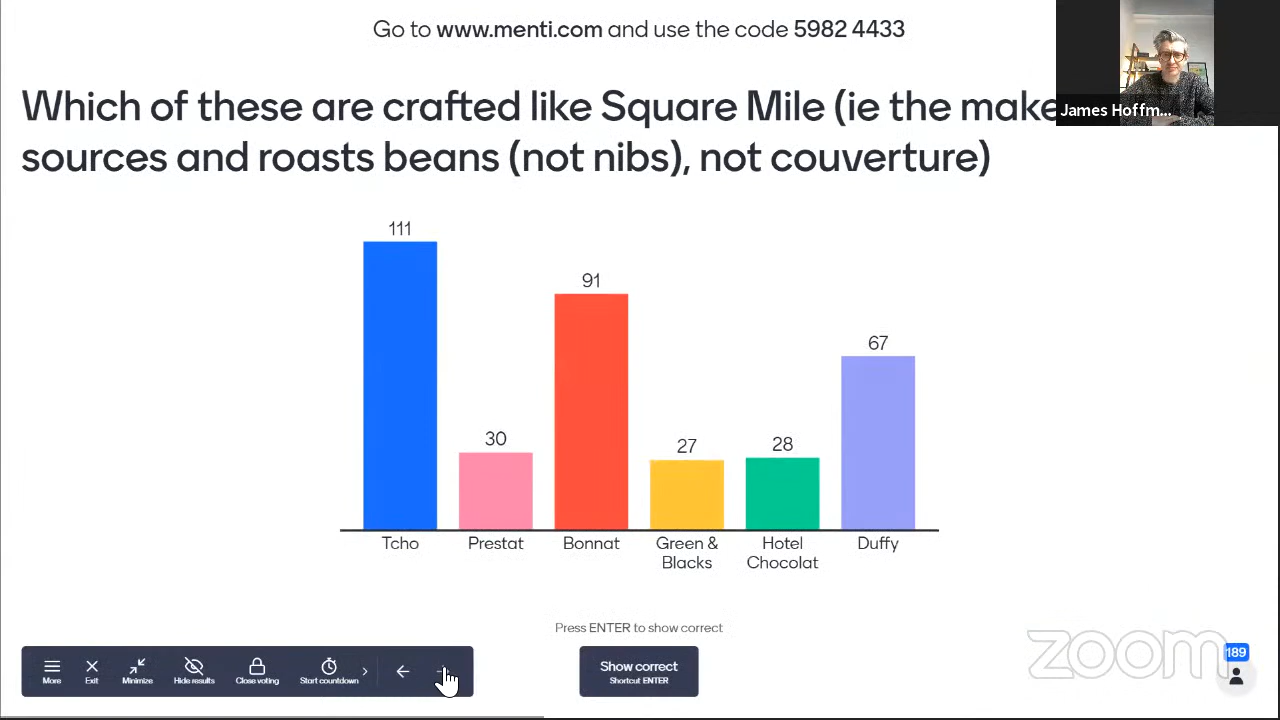 Go to www.menti.com and use the code 5982 4433
Which of these are crafted like Square Mile (ie the make
James Hoffm...
sources and roasts beans (not nibs), not couverture)
111
30
91
27
28
67
Tcho
Prestat
Bonnat
Green & Blacks
Hotel Chocolat
Duffy
Press ENTER to show correct
More
Exit
Minimize
Hide results
Close voting
Start countdown
Show correct
Shortcut ENTER
zoom
189